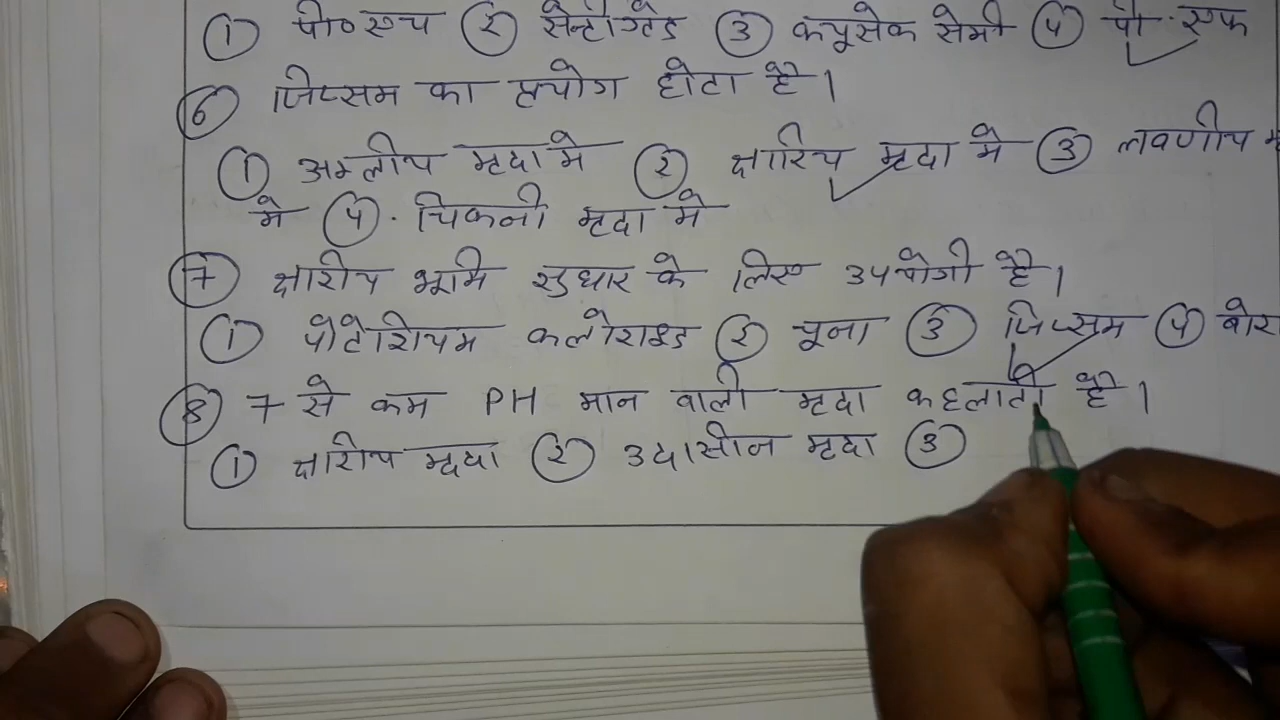 ① पी०एच ② सेन्टीग्रेड ③ क्यूसेक सेमी ④ पी.एफ
⑥ जिप्सम का प्रयोग होता है।
① अम्लीय मृदा मे ② क्षारिय मृदा मे ③ लवणीय
मे ④. चिकनी मृदा मे
⑦ क्षारीय भूमि सुधार के लिए उपयोगी है।
① पोटेशियम क्लोराइड ② चूना ③ जिप्सम ④ बोर
⑧ 7 से कम PH मान वाली मृदा कहलाती है।
① क्षारीय मृदा ② उदासीन मृदा ③